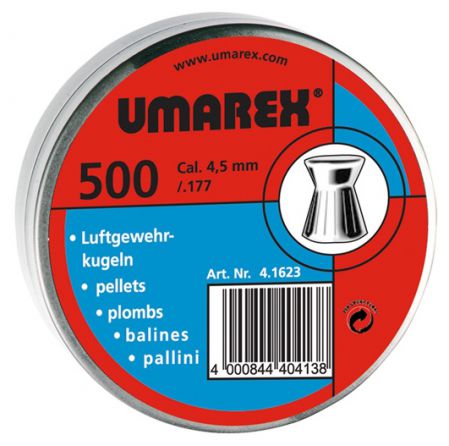 www.umarex.com
UMAREX®
500
Cal. 4,5 mm
/.177
• Luftgewehr-
kugeln
• pellets
• plombs
• balines
• pallini
Art. Nr. 4.1623
4 000844 404138